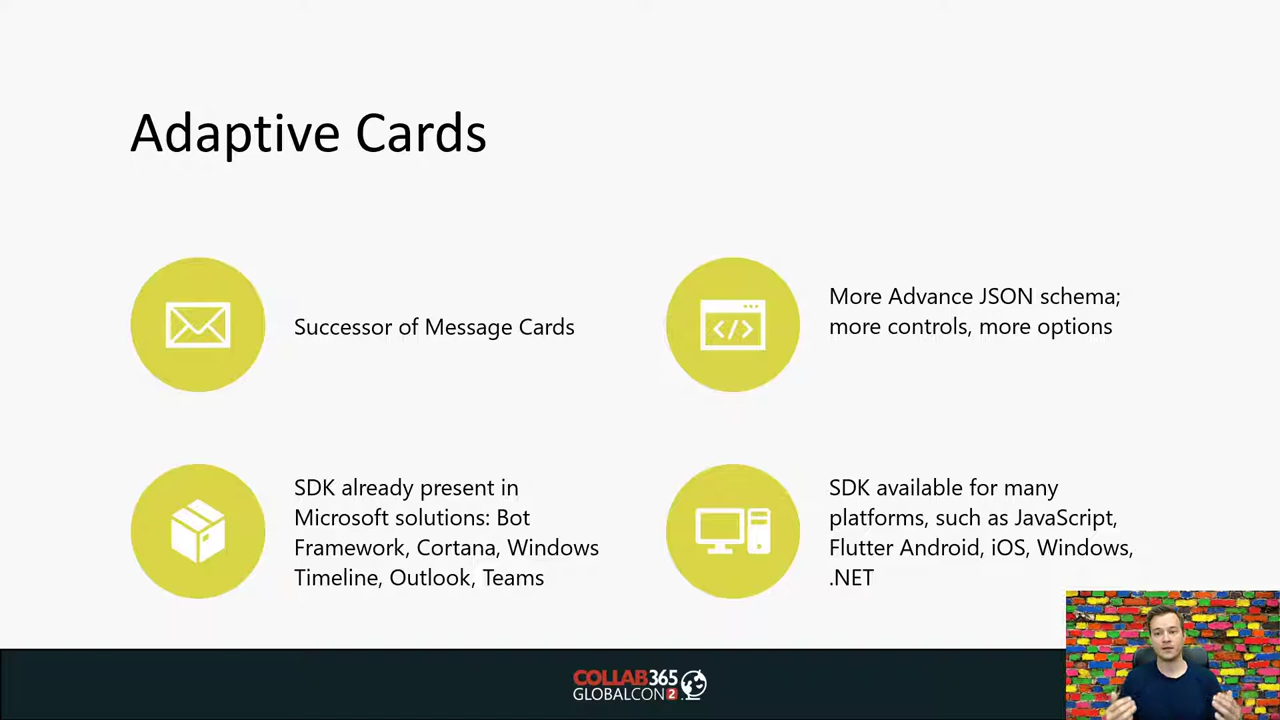 Adaptive Cards
Successor of Message Cards
More Advance JSON schema;
more controls, more options
SDK already present in
Microsoft solutions: Bot
Framework, Cortana, Windows
Timeline, Outlook, Teams
SDK available for many
platforms, such as JavaScript,
Flutter Android, iOS, Windows,
.NET
COLLAB365
GLOBALCON2